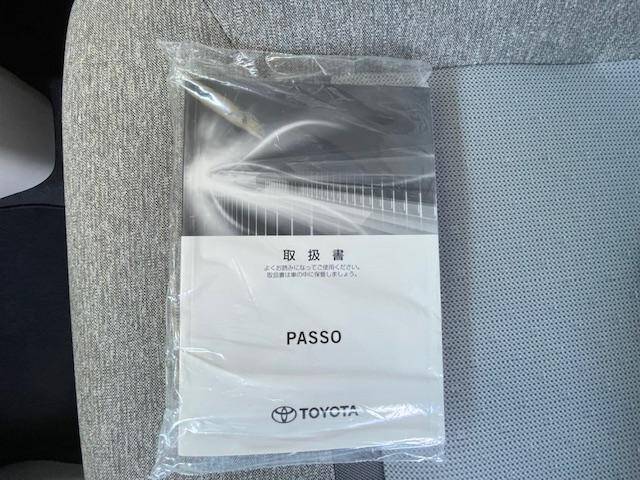 取扱書
よくお読みになってご使用ください。
取扱書は車の中に保管しましょう。
PASSO
TOYOTA